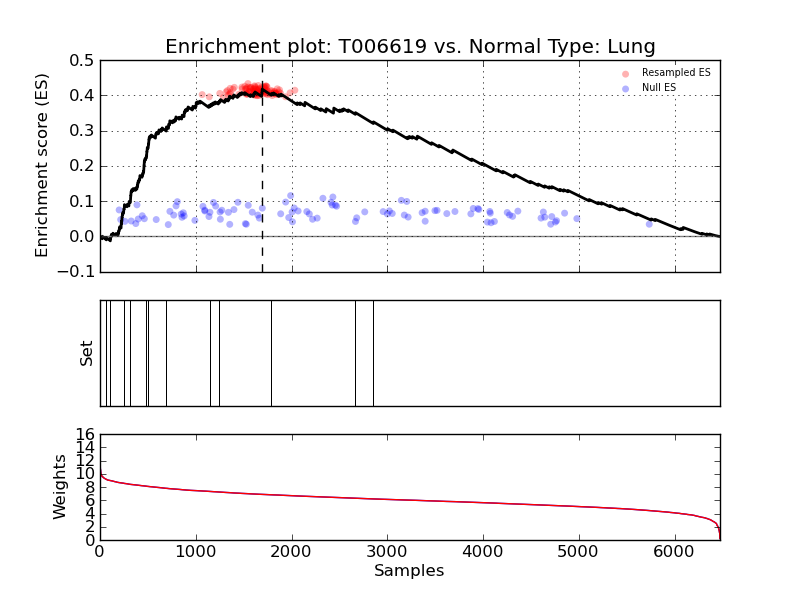 Enrichment plot: T006619 vs. Normal Type: Lung
Enrichment score (ES)
0.5
0.4
0.3
0.2
0.1
0.0
−0.1
Resampled ES
Null ES
Set
Weights
16
14
12
10
8
6
4
2
0
0 1000 2000 3000 4000 5000 6000
Samples